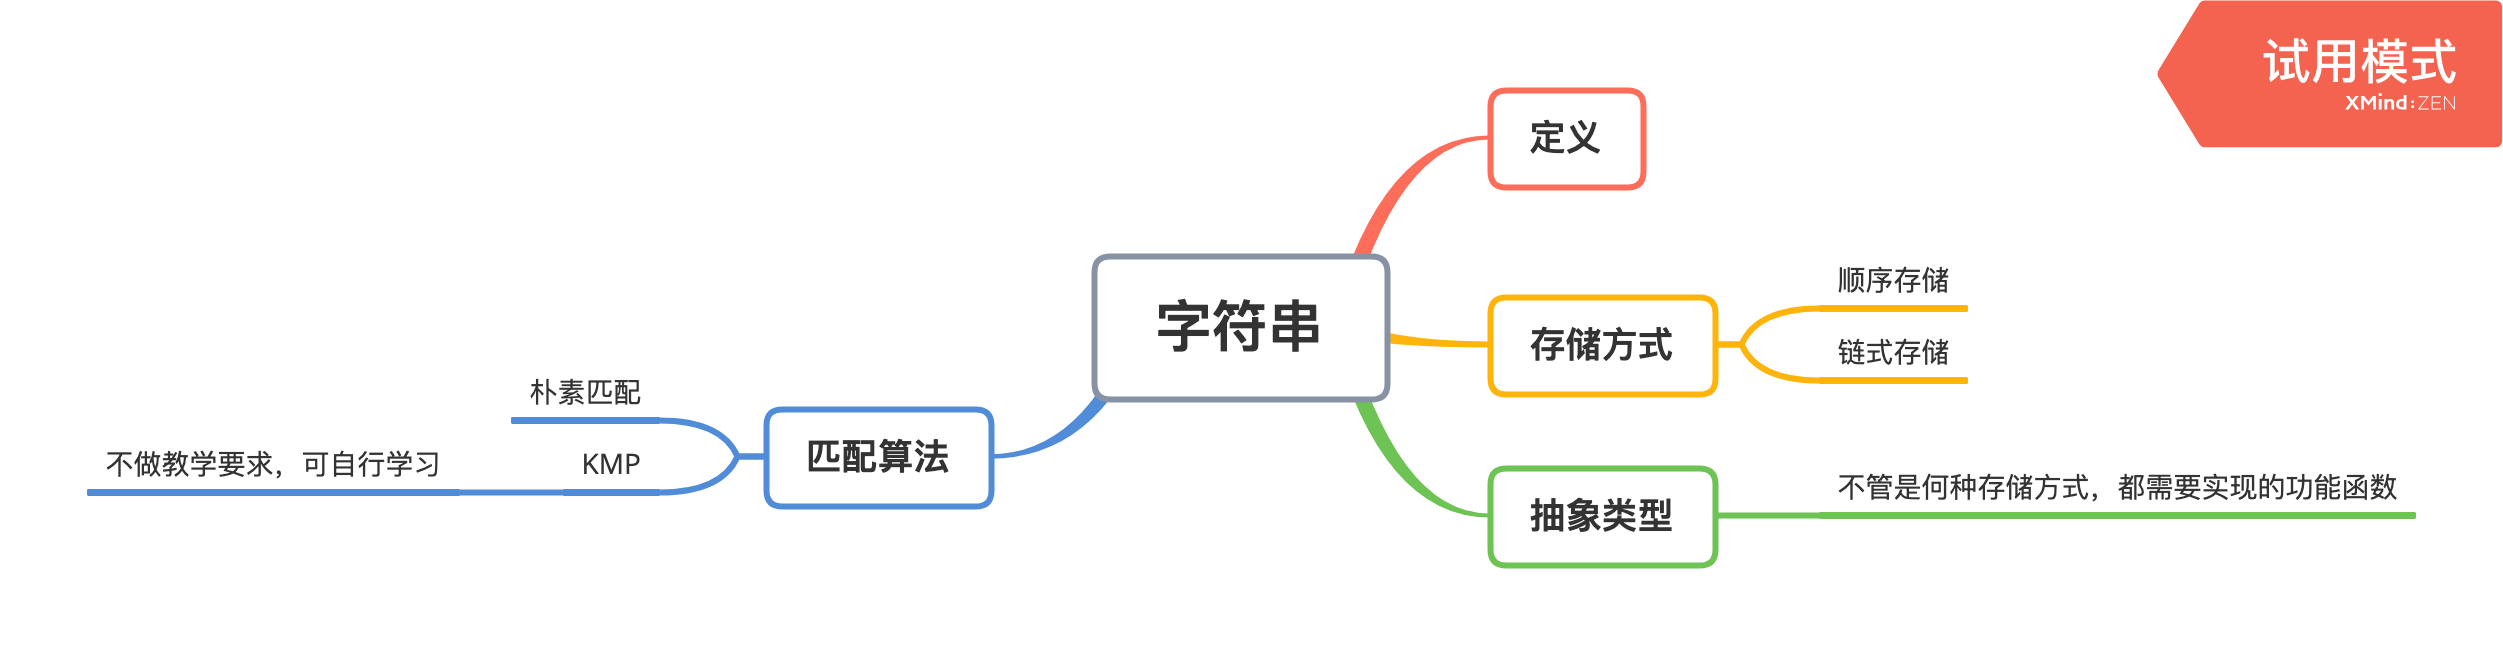 试用模式
XMind: ZEN
字符串
定义
存储方式
顺序存储
链式存储
抽象类型
不管是何种存储方式，都需要实现的功能函数
匹配算法
朴素匹配
KMP
不做教学要求，可自行学习